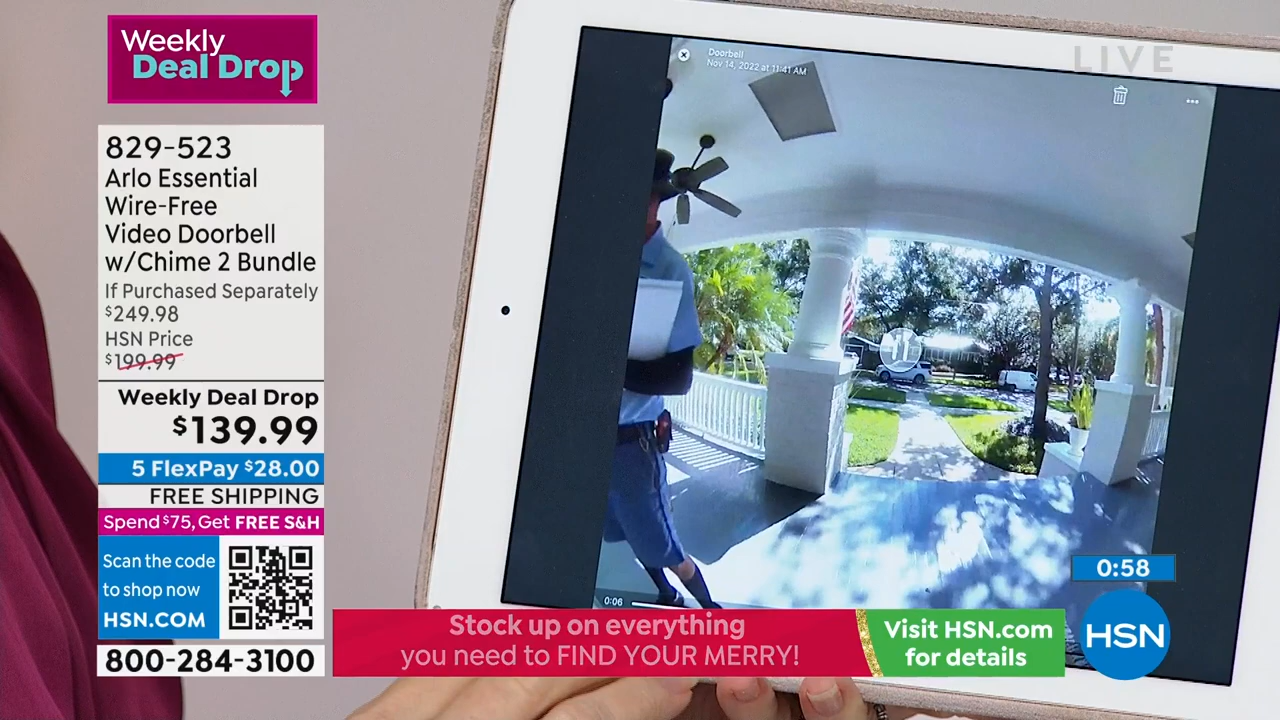 Weekly
Deal Drop
LIVE
Doorbell
Nov 14, 2022 at 11:41 AM
829-523
Arlo Essential
Wire-Free
Video Doorbell
w/Chime 2 Bundle
If Purchased Separately
$249.98
HSN Price
$199.99
Weekly Deal Drop
$139.99
5 FlexPay $28.00
FREE SHIPPING
Spend $75, Get FREE S&H
Scan the code
to shop now
HSN.COM
800-284-3100
0:06
0:58
Stock up on everything
you need to FIND YOUR MERRY!
Visit HSN.com
for details
HSN